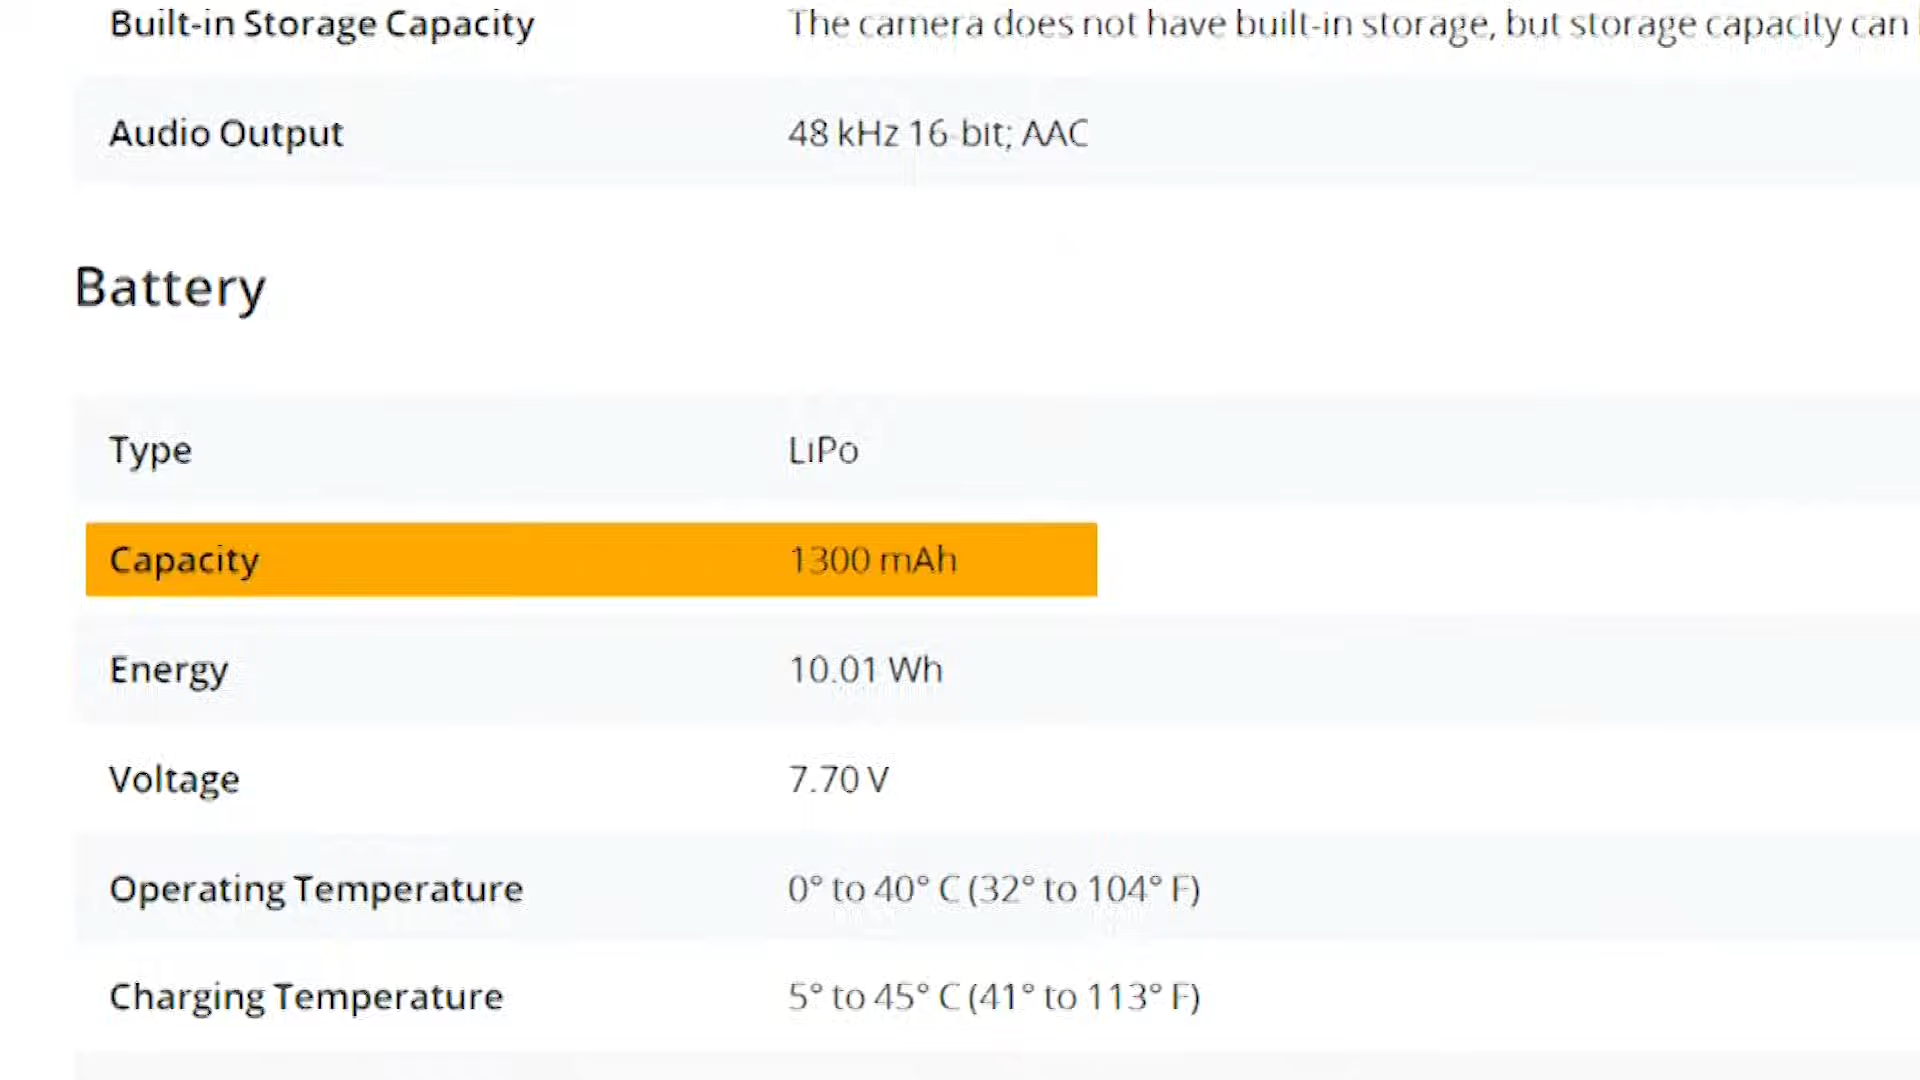 Built-in Storage Capacity The camera does not have built-in storage, but storage capacity can
Audio Output 48 kHz 16-bit; AAC
Battery
Type LiPo
Capacity 1300 mAh
Energy 10.01 Wh
Voltage 7.70 V
Operating Temperature 0° to 40° C (32° to 104° F)
Charging Temperature 5° to 45° C (41° to 113° F)